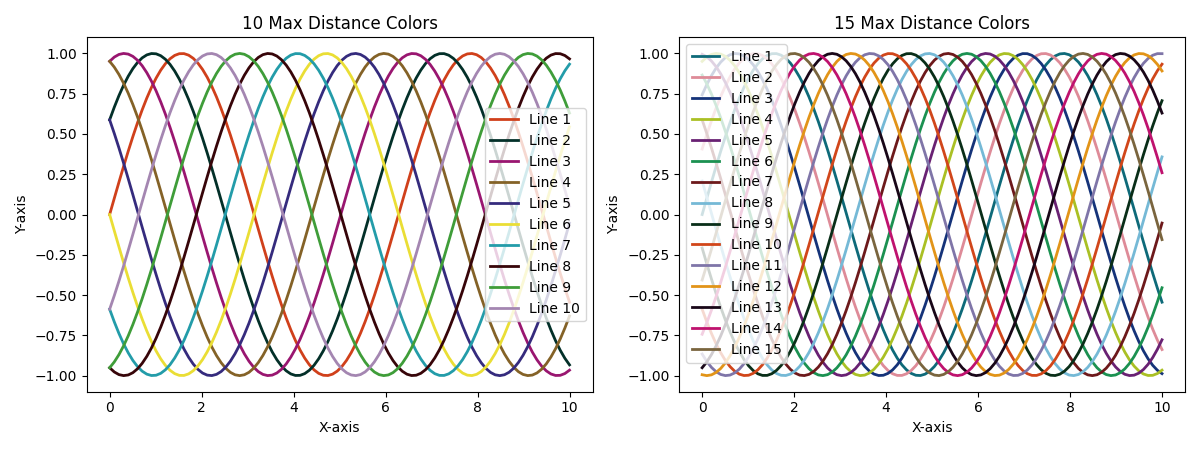 10 Max Distance Colors
1.00
0.75
0.50
0.25
0.00
−0.25
−0.50
−0.75
−1.00
Y-axis
0
2
4
6
8
10
X-axis
Line 1
Line 2
Line 3
Line 4
Line 5
Line 6
Line 7
Line 8
Line 9
Line 10
15 Max Distance Colors
1.00
0.75
0.50
0.25
0.00
−0.25
−0.50
−0.75
−1.00
Y-axis
0
2
4
6
8
10
X-axis
Line 1
Line 2
Line 3
Line 4
Line 5
Line 6
Line 7
Line 8
Line 9
Line 10
Line 11
Line 12
Line 13
Line 14
Line 15